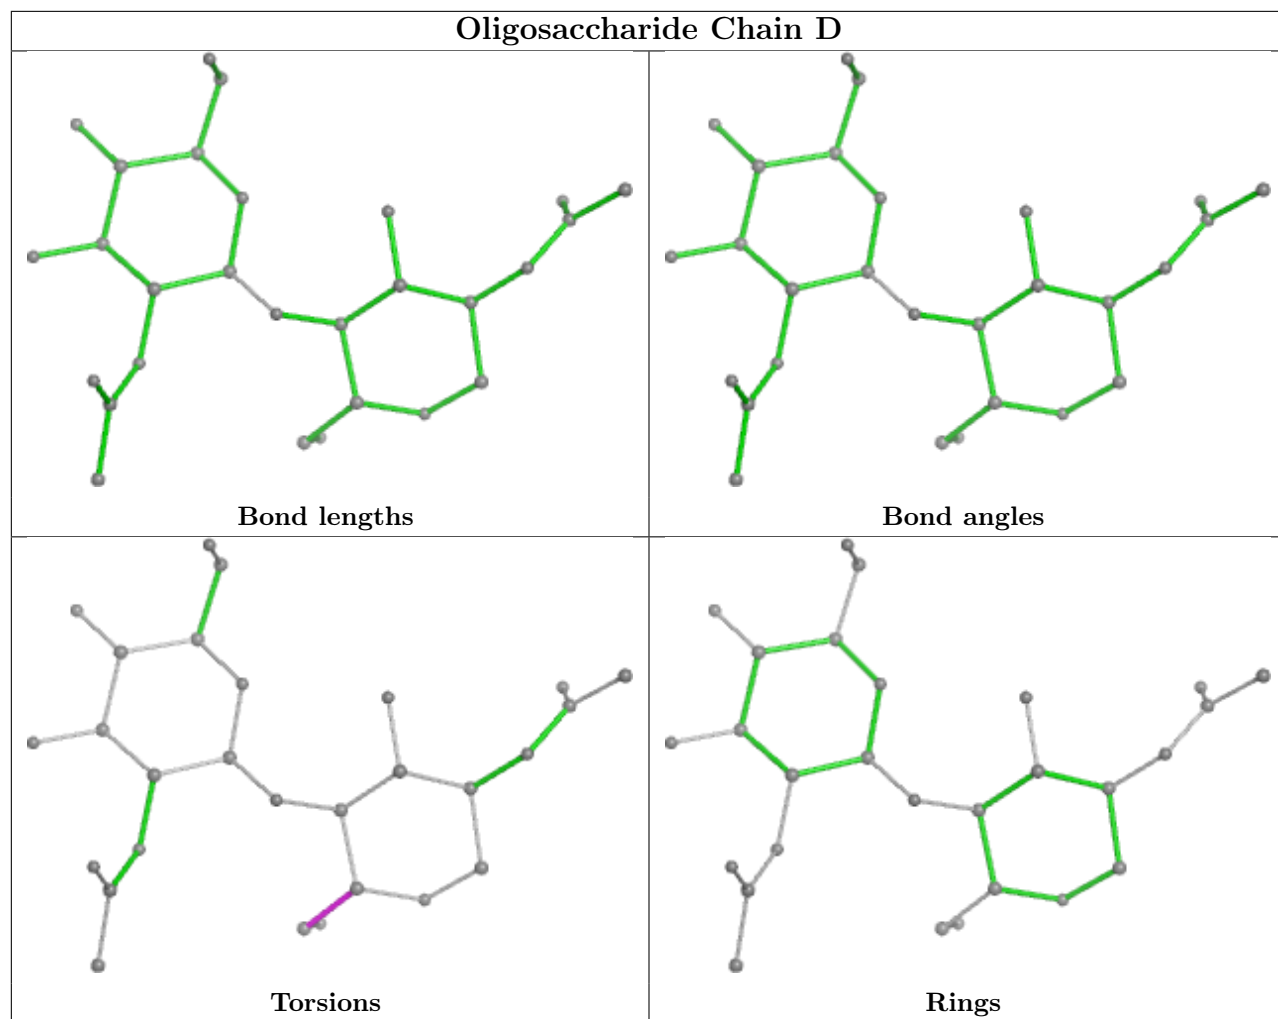 Oligosaccharide Chain D
Bond lengths
Bond angles
Torsions
Rings